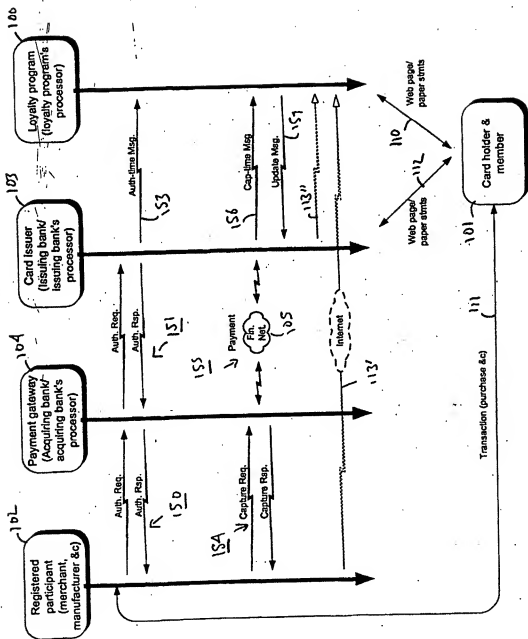 102
Registered
participant
(merchant,
manufacturer &c)
104
Payment gateway
(Acquiring bank/
acquiring bank's
processor)
103
Card Issuer
(Issuing bank/
issuing bank's
processor)
100
Loyalty program
(loyalty program's
processor)
Auth. Req.
Auth. Rsp.
150
Auth. Req.
Auth. Rsp.
151
Auth-time Msg.
153
154
Capture Req.
Capture Rsp.
155
Payment
Fin.
Net.
105
Cap-time Msg.
156
Update Msg.
157
113''
Internet
113'
Web page/
paper stmts
110
112
Web page/
paper stmts
101
Card holder &
member
111
Transaction (purchase &c)